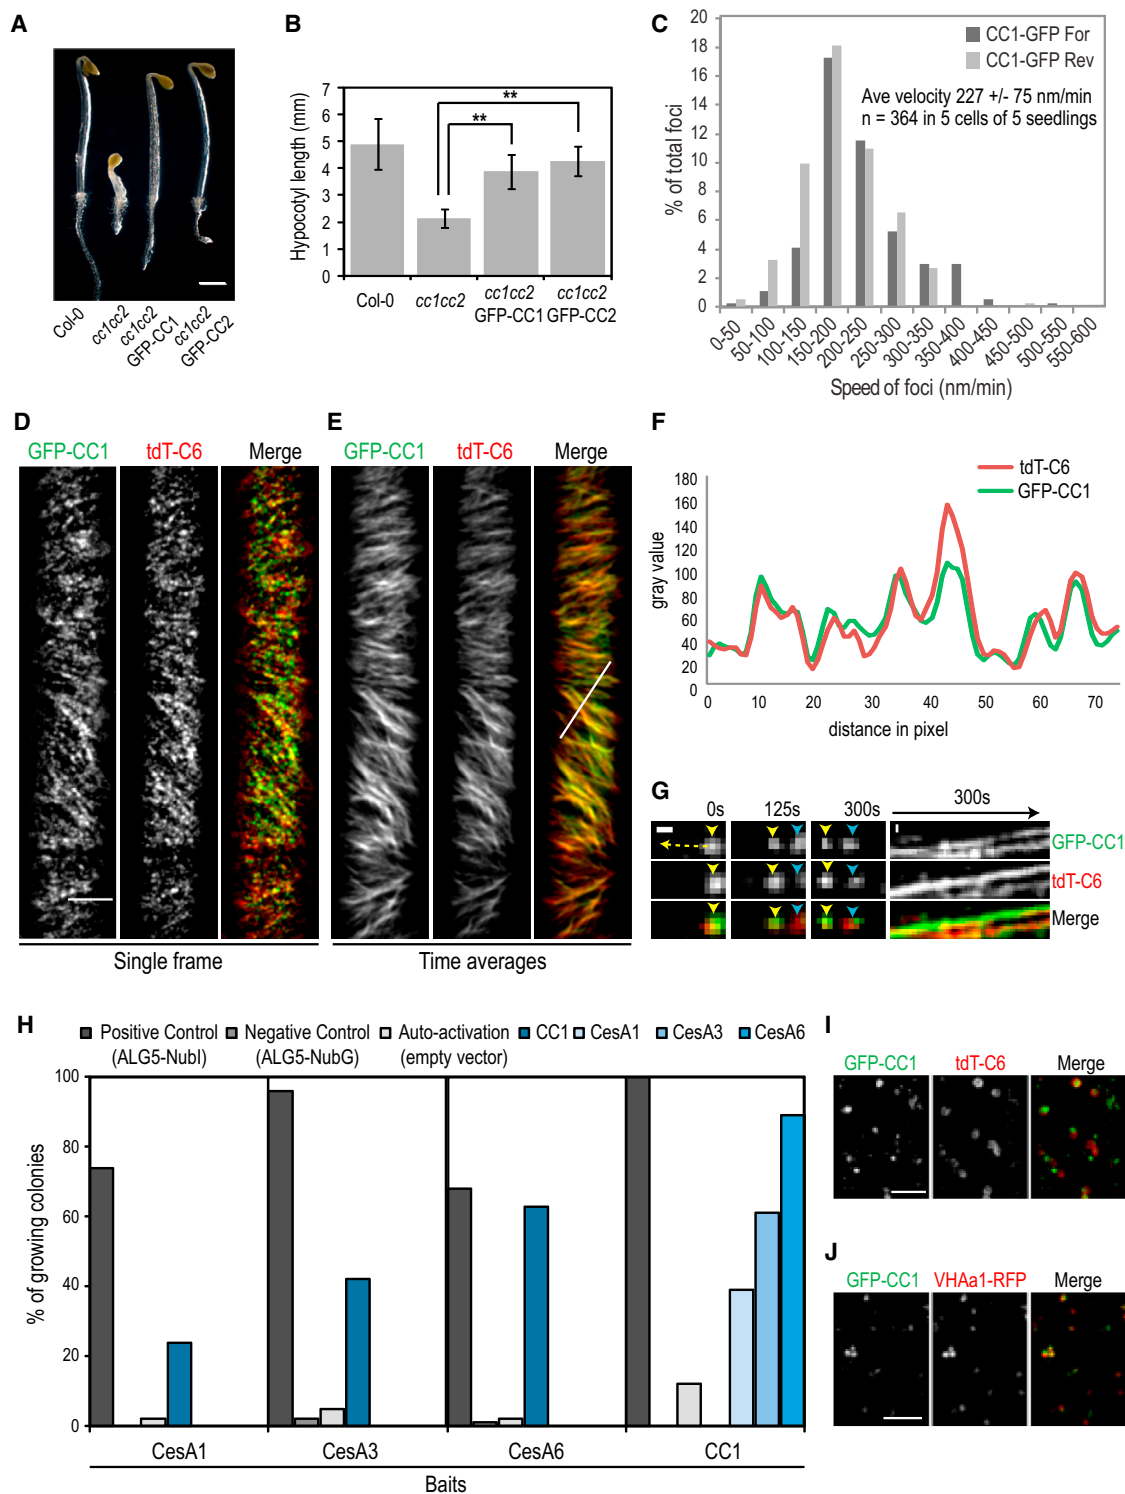 A
Col-0
cc1cc2
cc1cc2
GFP-CC1
cc1cc2
GFP-CC2
B
Hypocotyl length (mm)
7
6
5
4
3
2
1
0
**
**
Col-0
cc1cc2
cc1cc2
GFP-CC1
cc1cc2
GFP-CC2
C
% of total foci
20
18
16
14
12
10
8
6
4
2
0
CC1-GFP For
CC1-GFP Rev
Ave velocity 227 +/- 75 nm/min
n = 364 in 5 cells of 5 seedlings
0-50
50-100
100-150
150-200
200-250
250-300
300-350
350-400
400-450
450-500
500-550
550-600
Speed of foci (nm/min)
D
GFP-CC1
tdT-C6
Merge
Single frame
E
GFP-CC1
tdT-C6
Merge
Time averages
F
tdT-C6
GFP-CC1
gray value
180
160
140
120
100
80
60
40
20
0
0
10
20
30
40
50
60
70
distance in pixel
G
0s
125s
300s
300s
GFP-CC1
tdT-C6
Merge
H
Positive Control
(ALG5-NubI)
Negative Control
(ALG5-NubG)
Auto-activation
(empty vector)
CC1
CesA1
CesA3
CesA6
% of growing colonies
100
80
60
40
20
0
CesA1
CesA3
CesA6
CC1
Baits
I
GFP-CC1
tdT-C6
Merge
J
GFP-CC1
VHAa1-RFP
Merge